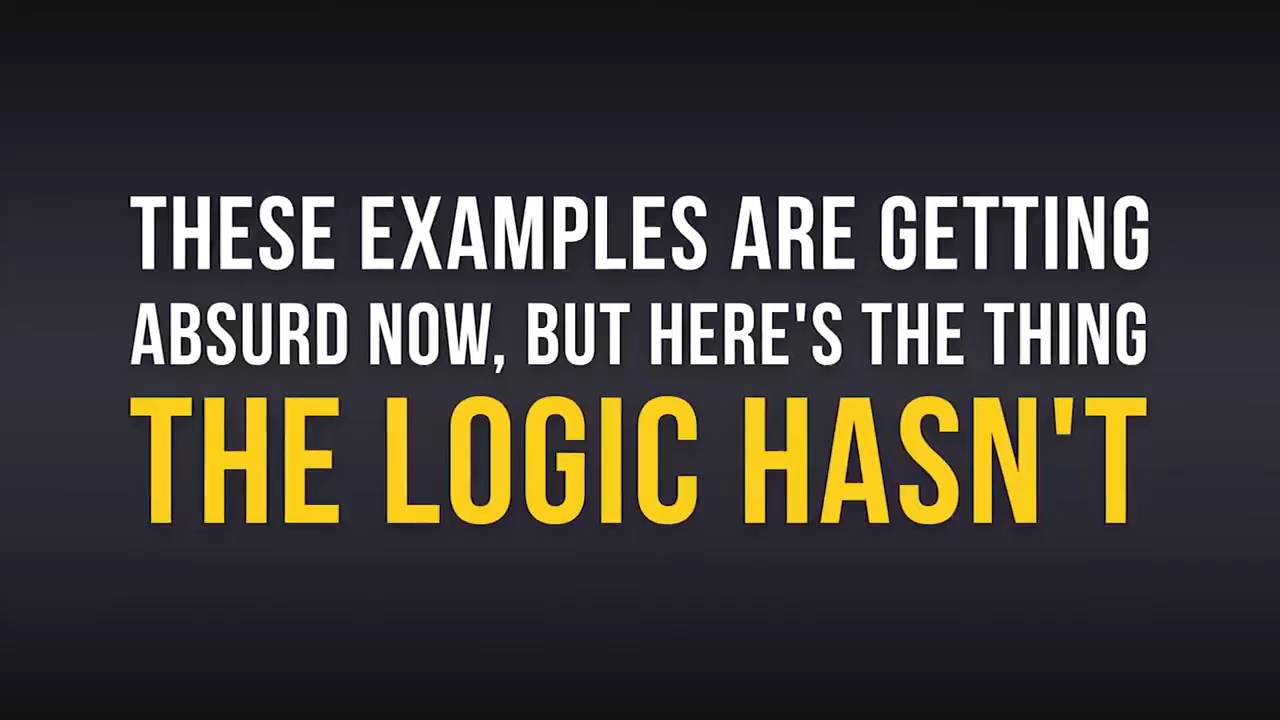 THESE EXAMPLES ARE GETTING
ABSURD NOW, BUT HERE'S THE THING
THE LOGIC HASN'T